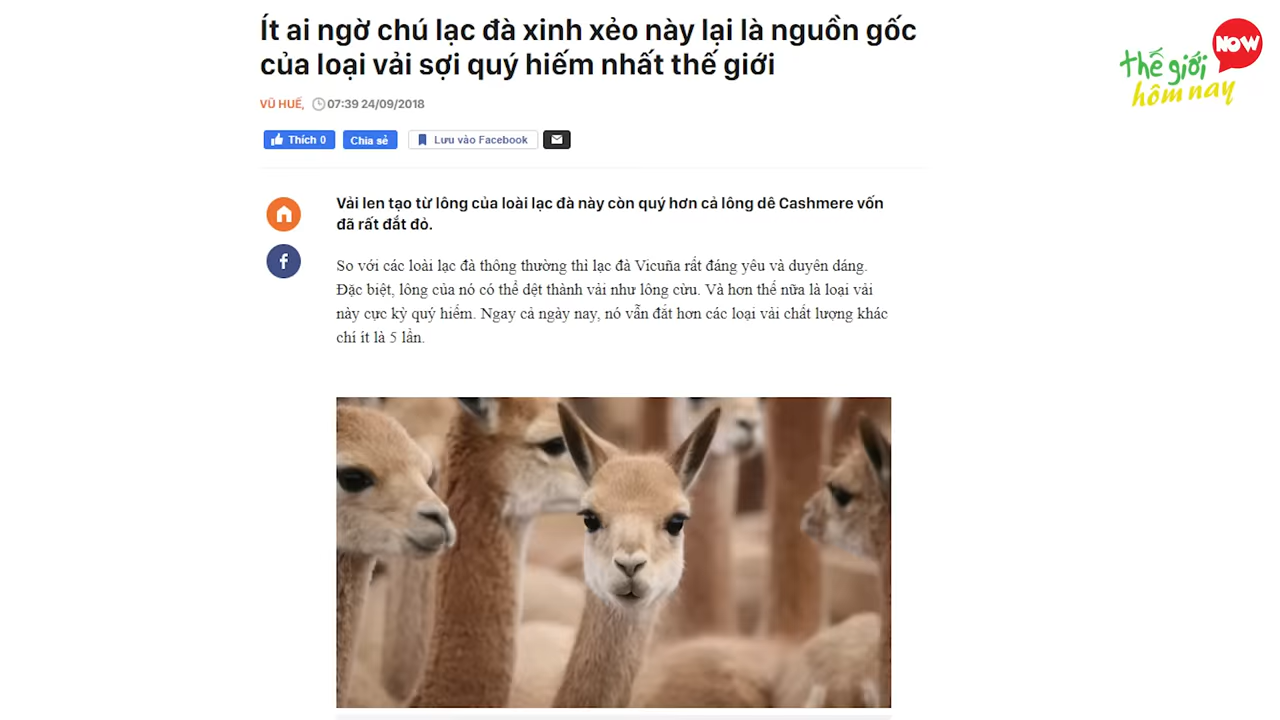 Ít ai ngờ chú lạc đà xinh xẻo này lại là nguồn gốc
của loại vải sợi quý hiếm nhất thế giới
NOW
thế giới
hôm nay
VŨ HUẾ, 07:39 24/09/2018
Thích 0 Chia sẻ Lưu vào Facebook
Vải len tạo từ lông của loài lạc đà này còn quý hơn cả lông dê Cashmere vốn
đã rất đắt đỏ.
So với các loài lạc đà thông thường thì lạc đà Vicuña rất đáng yêu và duyên dáng.
Đặc biệt, lông của nó có thể dệt thành vải như lông cừu. Và hơn thế nữa là loại vải
này cực kỳ quý hiếm. Ngay cả ngày nay, nó vẫn đắt hơn các loại vải chất lượng khác
chí ít là 5 lần.